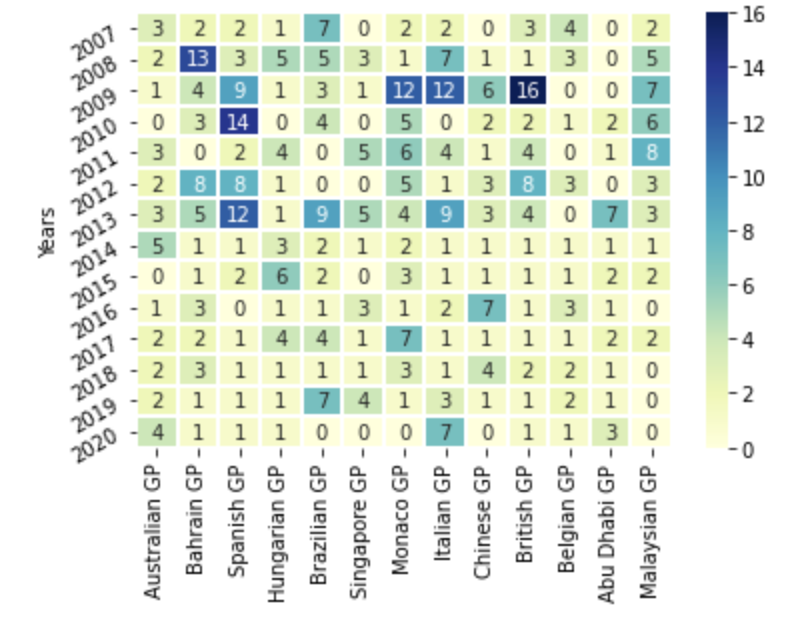 2007 3 2 2 1 7 0 2 2 0 3 4 0 2
2008 2 13 3 5 5 3 1 7 1 1 3 0 5
2009 1 4 9 1 3 1 12 12 6 16 0 0 7
2010 0 3 14 0 4 0 5 0 2 2 1 2 6
2011 3 0 2 4 0 5 6 4 1 4 0 1 8
2012 2 8 8 1 0 0 5 1 3 8 3 0 3
2013 3 5 12 1 9 5 4 9 3 4 0 7 3
2014 5 1 1 3 2 1 2 1 1 1 1 1 1
2015 0 1 2 6 2 0 3 1 1 1 1 2 2
2016 1 3 0 1 1 3 1 2 7 1 3 1 0
2017 2 2 1 4 4 1 7 1 1 1 1 2 2
2018 2 3 1 1 1 1 3 1 4 2 2 1 0
2019 2 1 1 1 7 4 1 3 1 1 2 1 0
2020 4 1 1 1 0 0 0 7 0 1 1 3 0
Years
Australian GP
Bahrain GP
Spanish GP
Hungarian GP
Brazilian GP
Singapore GP
Monaco GP
Italian GP
Chinese GP
British GP
Belgian GP
Abu Dhabi GP
Malaysian GP
16
14
12
10
8
6
4
2
0